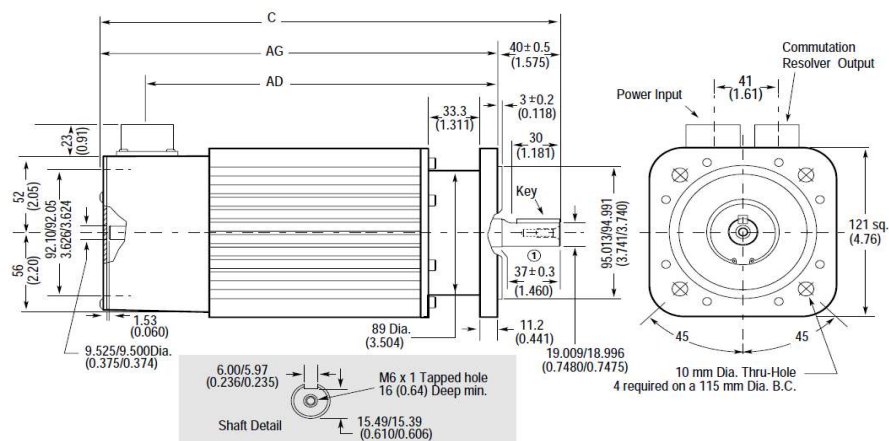 C
AG
AD
40± 0.5
(1.575)
3 ±0.2
(0.118)
33.3
(1.311)
30
(1.181)
Key
23
(0.91)
52
(2.05)
56
(2.20)
92.10/92.05
3.626/3.624
1
37± 0.3
(1.460)
95.013/94.991
(3.741/3.740)
1.53
(0.060)
9.525/9.500Dia.
(0.375/0.374)
89 Dia.
(3.504)
11.2
(0.441)
19.009/18.996
(0.7480/0.7475)
6.00/5.97
(0.236/0.235)
M6 x 1 Tapped hole
16 (0.64) Deep min.
Shaft Detail
15.49/15.39
(0.610/0.606)
Commutation
Resolver Output
Power Input
41
(1.61)
121 sq.
(4.76)
45
45
10 mm Dia. Thru-Hole
4 required on a 115 mm Dia. B.C.